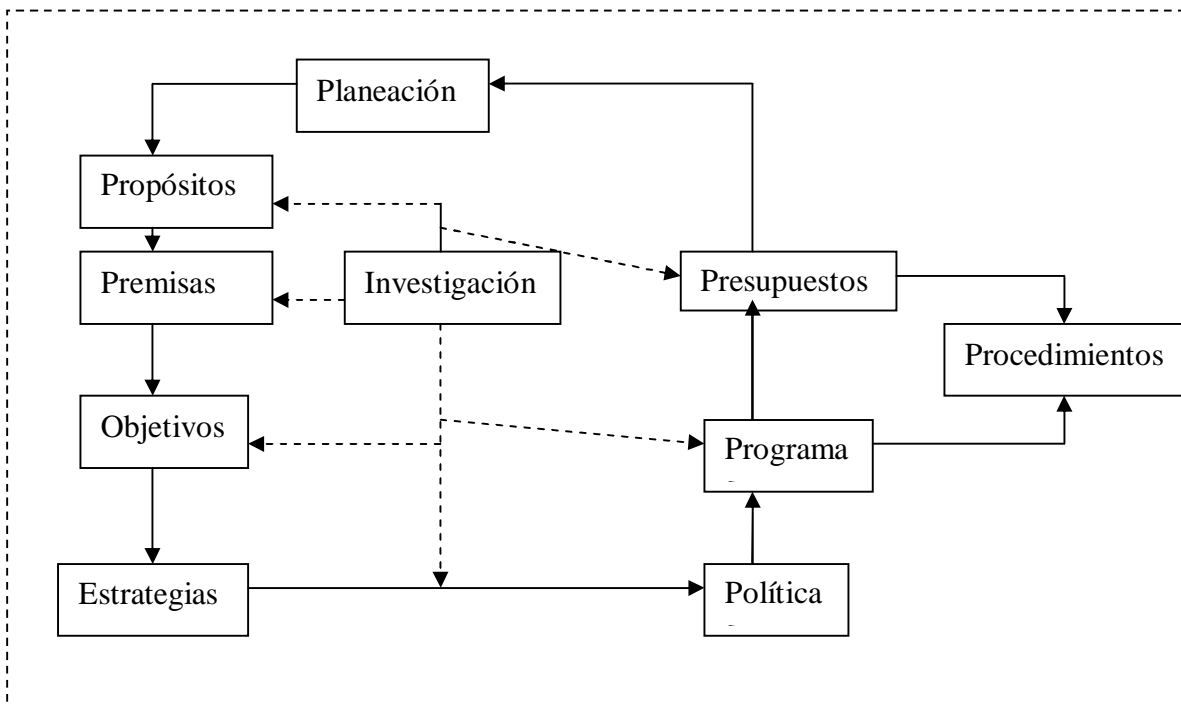 Planeación
Propósitos
Premisas
Investigación
Presupuestos
Procedimientos
Objetivos
Programa
Estrategias
Política